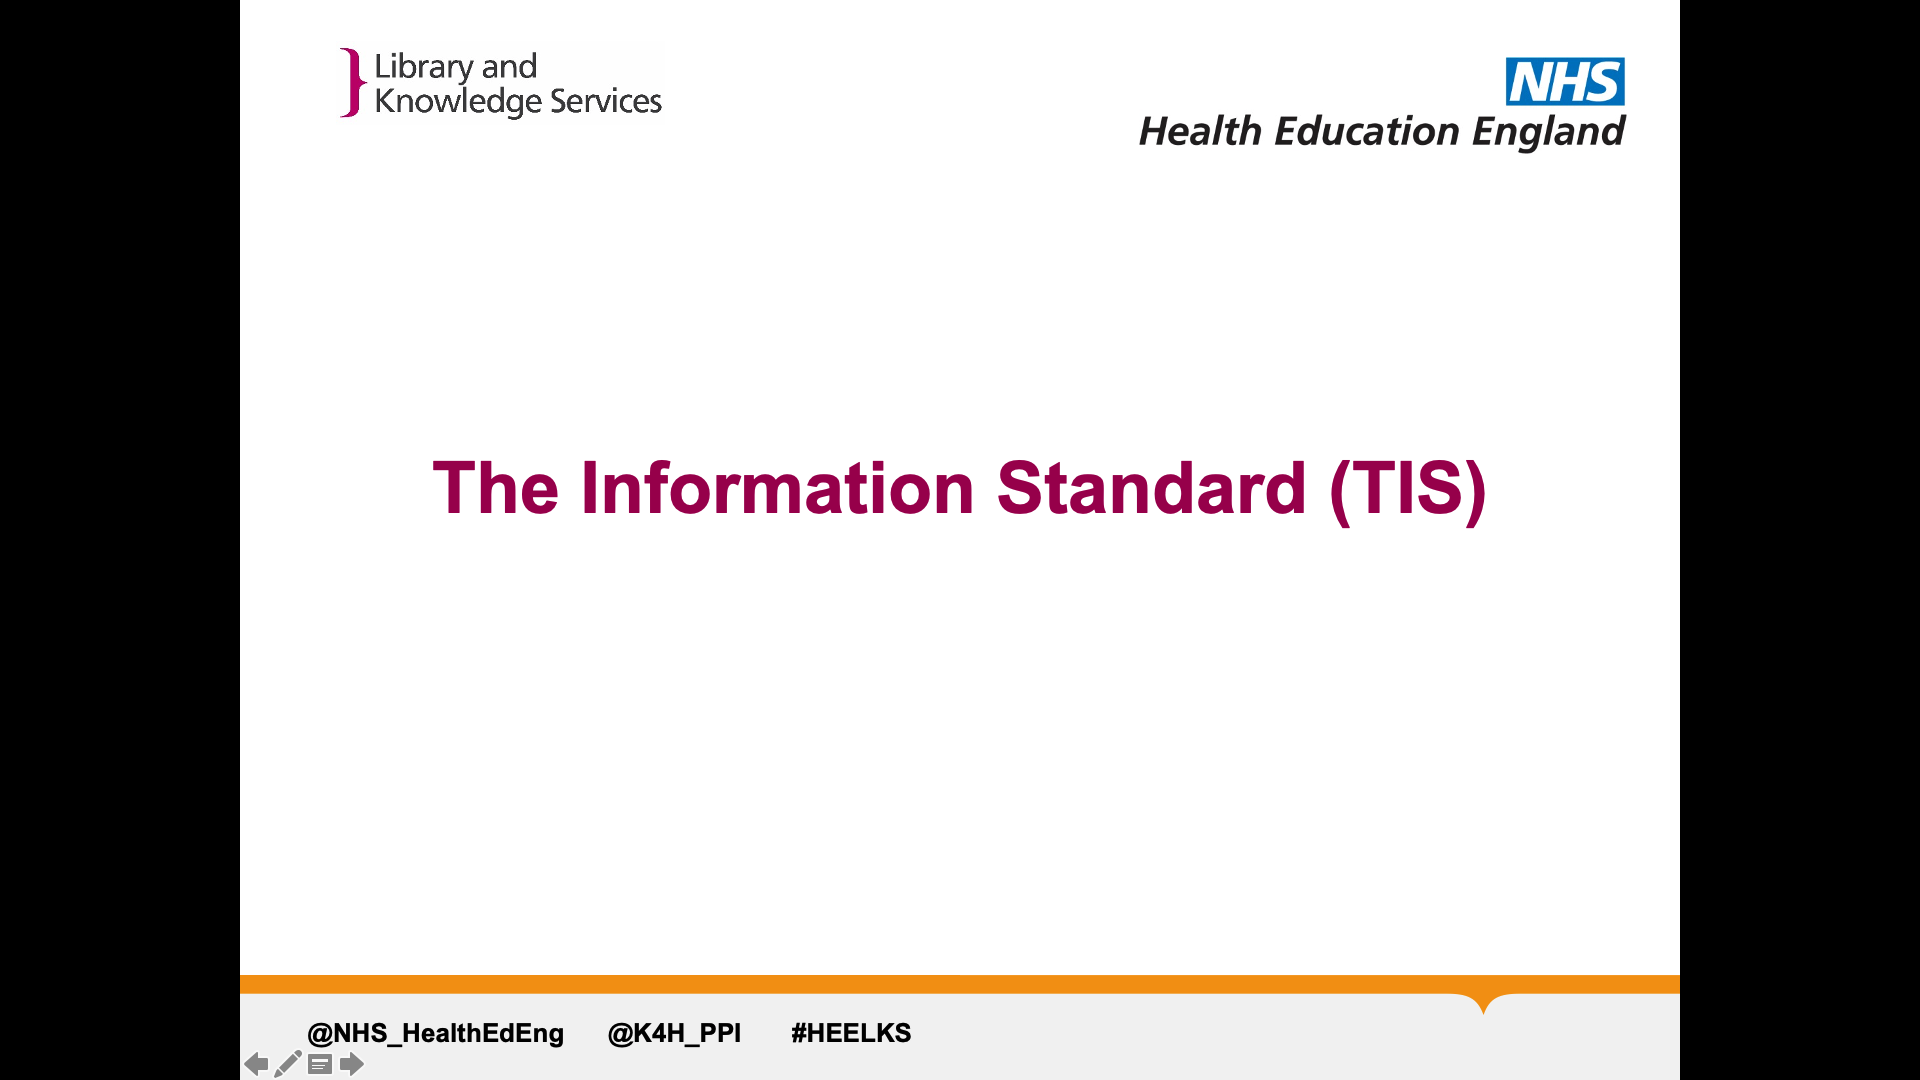 Library and
Knowledge Services
NHS
Health Education England
The Information Standard (TIS)
@NHS_HealthEdEng @K4H_PPI #HEELKS